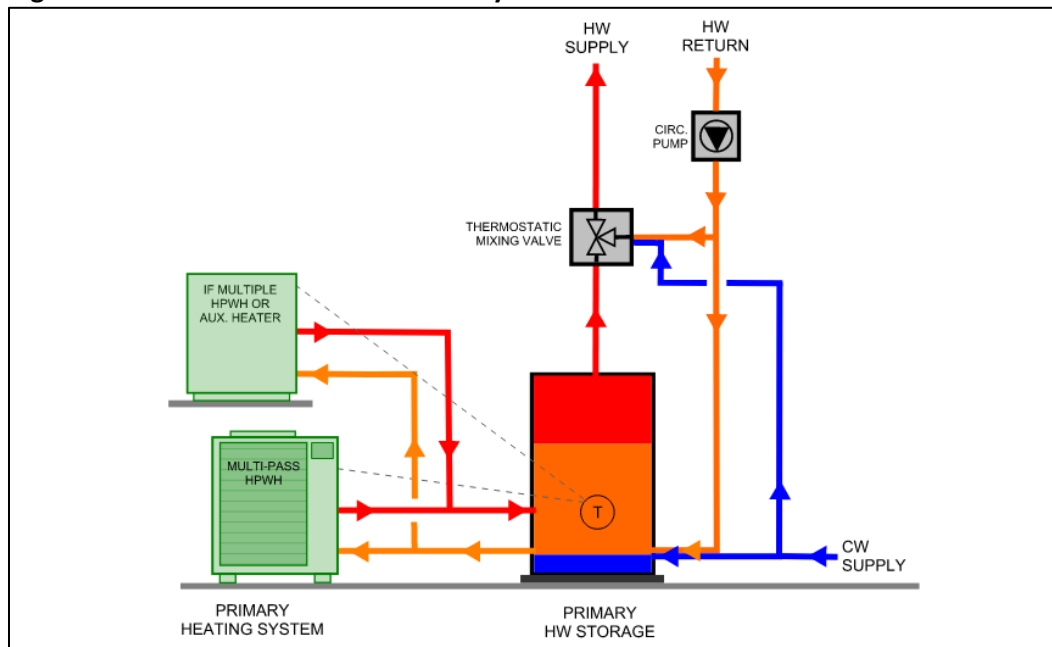 HW
SUPPLY
HW
RETURN
CIRC.
PUMP
THERMOSTATIC
MIXING VALVE
IF MULTIPLE
HPWH OR
AUX. HEATER
MULTI-PASS
HPWH
T
CW
SUPPLY
PRIMARY
HEATING SYSTEM
PRIMARY
HW STORAGE